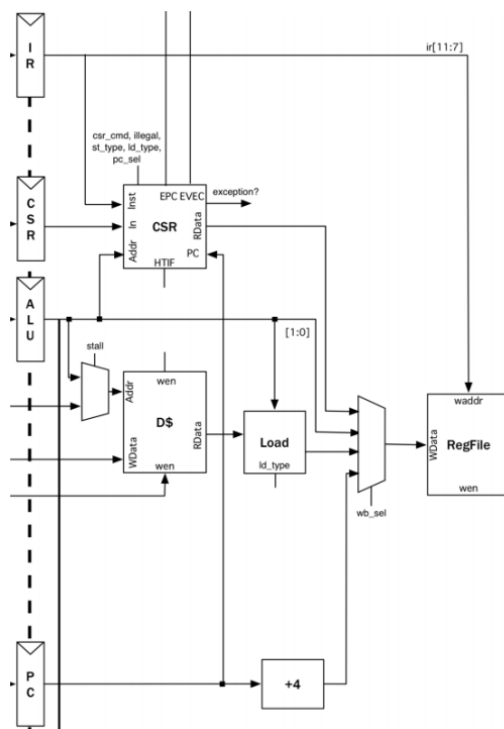 I
R
ir[11:7]
csr_cmd, illegal,
st_type, ld_type,
pc_sel
C
S
R
Inst
In
Addr
EPC EVEC
CSR
RData
PC
HTIF
exception?
A
L
U
stall
[1:0]
wen
Addr
D$
RData
WData
wen
Load
ld_type
wb_sel
waddr
WData
RegFile
wen
P
C
+4